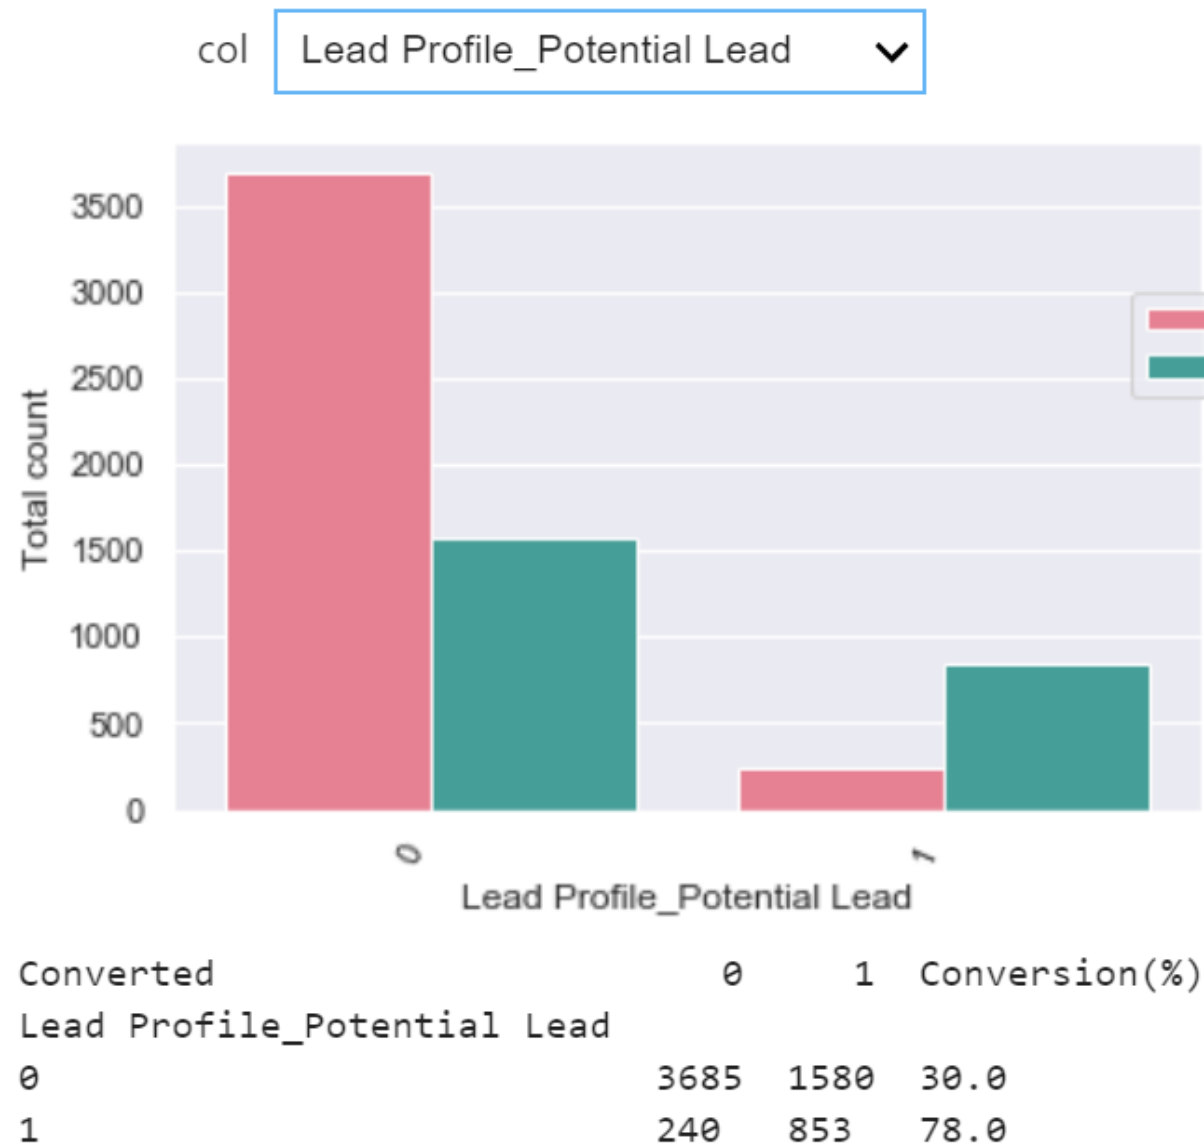 col Lead Profile_Potential Lead
3500
3000
2500
2000
1500
1000
500
0
Total count
0 1
Lead Profile_Potential Lead
Converted 0 1 Conversion(%)
Lead Profile_Potential Lead
0 3685 1580 30.0
1 240 853 78.0